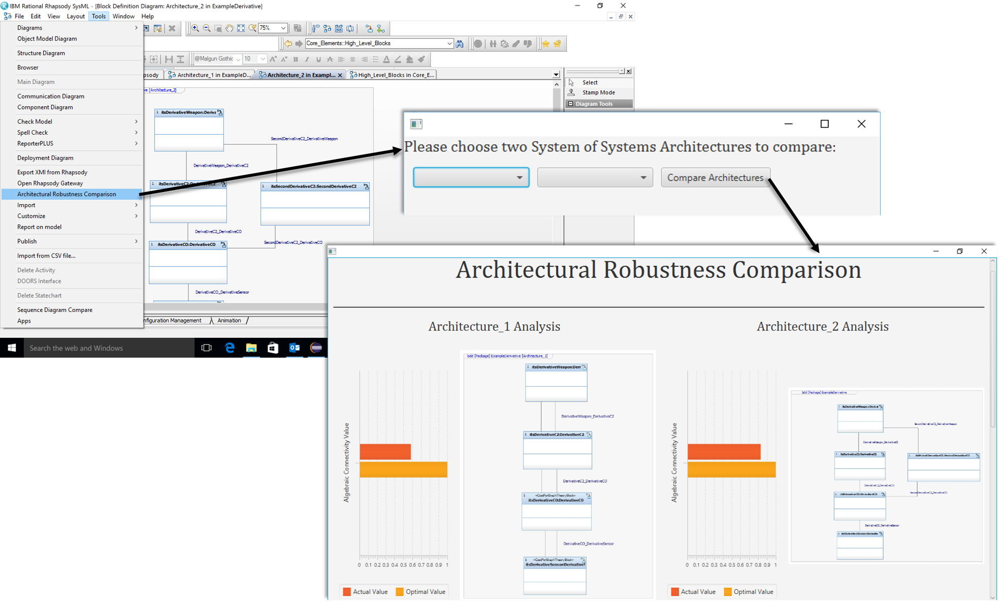 IBM Rational Rhapsody SysML - [Block Definition Diagram: Architecture_2 in ExampleDerivative]
File Edit View Layout Tools Window Help
Diagrams
Object Model Diagram
Structure Diagram
Browser
Main Diagram
Communication Diagram
Component Diagram
Check Model
Spell Check
ReporterPLUS
Deployment Diagram
Export XMI from Rhapsody
Open Rhapsody Gateway
Architectural Robustness Comparison
Import
Customize
Report on model
Publish
Import from CSV file...
Delete Activity
DOORS Interface
Delete Statechart
Sequence Diagram Compare
Apps
75%
Core_Elements::High_Level_Blocks
@Malgun Gothic 10
psody Architecture_1 in ExampleD... Architecture_2 in Exampl... High_Level_Blocks in Core_E...
Select
Stamp Mode
Diagram Tools
ve [Architecture_2]
1 itsDerivativeWeapon:Deriva
SecondDerivativeC2_DerivativeWeapon
DerivativeWeapon_DerivativeC2
1 itsDerivativeC2:DerivativeC2
1 itsSecondDerivativeC2:SecondDerivativeC2
DerivativeC2_DerivativeCO
SecondDerivativeC2_DerivativeCO
1 itsDerivativeCO:DerivativeCO
DerivativeCO_DerivativeSensor
nfiguration Management Animation
Search the web and Windows
Please choose two System of Systems Architectures to compare:
Compare Architectures
Architectural Robustness Comparison
Architecture_1 Analysis
Algebraic Connectivity Value
0 0.1 0.2 0.3 0.4 0.5 0.6 0.7 0.8 0.9 1
Actual Value Optimal Value
bdd [Package] ExampleDerivative [Architecture_1]
1 itsDerivativeWeapon:Deri
DerivativeWeapon_DerivativeC2
1 itsDerivativeC2:DerivativeC2
DerivativeC2_DerivativeCO
1 «CostForGraphTheoryBlock»
itsDerivativeCO:DerivativeCO
DerivativeCO_DerivativeSensor
1 «CostForGraphTheoryBlock»
itsDerivativeSensor:Derivative
Architecture_2 Analysis
Algebraic Connectivity Value
0 0.1 0.2 0.3 0.4 0.5 0.6 0.7 0.8 0.9 1
Actual Value Optimal Value
bdd [Package] ExampleDerivative
1 itsDerivativeWeapon:Derival
SecondDerivativeC2_DerivativeWeapon
DerivativeWeapon_DerivativeC2
1 itsDerivativeC2:DerivativeC2
1 itsSecondDerivativeC2:SecondDerivativeC2
DerivativeC2_DerivativeCO
SecondDerivativeC2_DerivativeCO
1 itsDerivativeCO:DerivativeCO
DerivativeCO_DerivativeSensor
1 itsDerivativeSensor:Derivativ